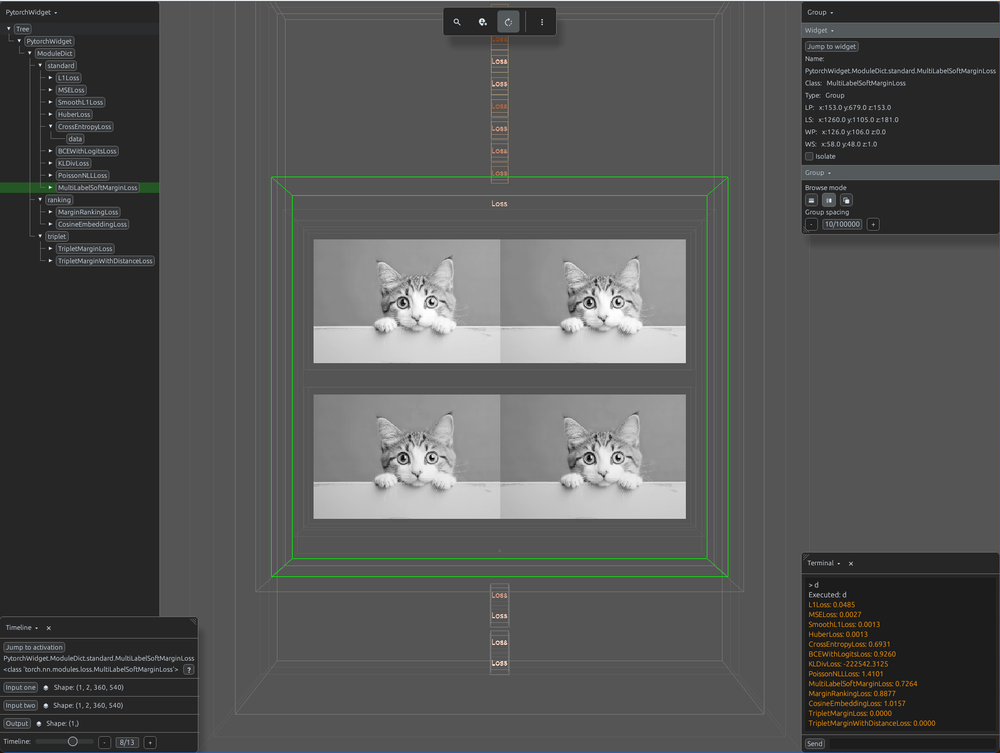 PytorchWidget
Tree
PytorchWidget
ModuleDict
standard
L1Loss
MSELoss
SmoothL1Loss
HuberLoss
CrossEntropyLoss
data
BCEWithLogitsLoss
KLDivLoss
PoissonNLLLoss
MultiLabelSoftMarginLoss
ranking
MarginRankingLoss
CosineEmbeddingLoss
triplet
TripletMarginLoss
TripletMarginWithDistanceLoss
Loss
Loss
Loss
Loss
Loss
Loss
Loss
Loss
Loss
Loss
Loss
Loss
Group
Widget
Jump to widget
Name:
PytorchWidget.ModuleDict.standard.MultiLabelSoftMarginLoss
Class: MultiLabelSoftMarginLoss
Type: Group
LP: x:153.0 y:679.0 z:153.0
LS: x:1260.0 y:1105.0 z:181.0
WP: x:126.0 y:106.0 z:0.0
WS: x:58.0 y:48.0 z:1.0
Isolate
Group
Browse mode
Group spacing
- 10/100000 +
Timeline ×
Jump to activation
PytorchWidget.ModuleDict.standard.MultiLabelSoftMarginLoss
<class 'torch.nn.modules.loss.MultiLabelSoftMarginLoss'> ?
Input one Shape: (1, 2, 360, 540)
Input two Shape: (1, 2, 360, 540)
Output Shape: (1,)
Timeline: - 8/13 +
Terminal ×
> d
Executed: d
L1Loss: 0.0485
MSELoss: 0.0027
SmoothL1Loss: 0.0013
HuberLoss: 0.0013
CrossEntropyLoss: 0.6931
BCEWithLogitsLoss: 0.9260
KLDivLoss: -222542.3125
PoissonNLLLoss: 1.4101
MultiLabelSoftMarginLoss: 0.7264
MarginRankingLoss: 0.8877
CosineEmbeddingLoss: 1.0157
TripletMarginLoss: 0.0000
TripletMarginWithDistanceLoss: 0.0000
Send